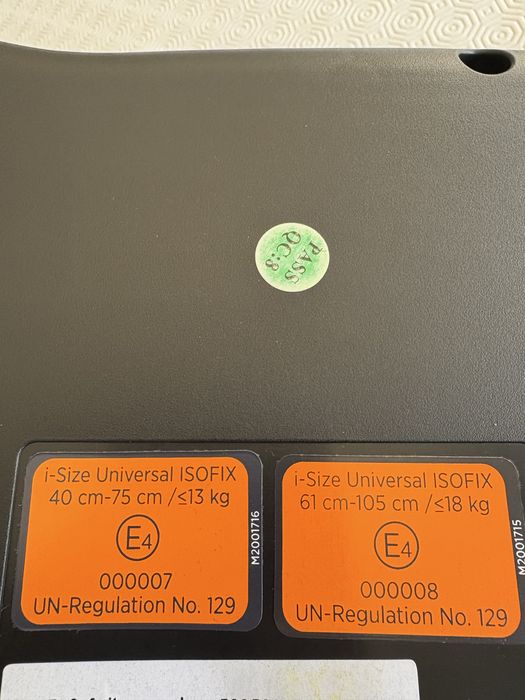 PASS
QC:3
i-Size Universal ISOFIX
40 cm-75 cm /≤13 kg
E4
000007
UN-Regulation No. 129
M2001716
i-Size Universal ISOFIX
61 cm-105 cm /≤18 kg
E4
000008
UN-Regulation No. 129
M2001715